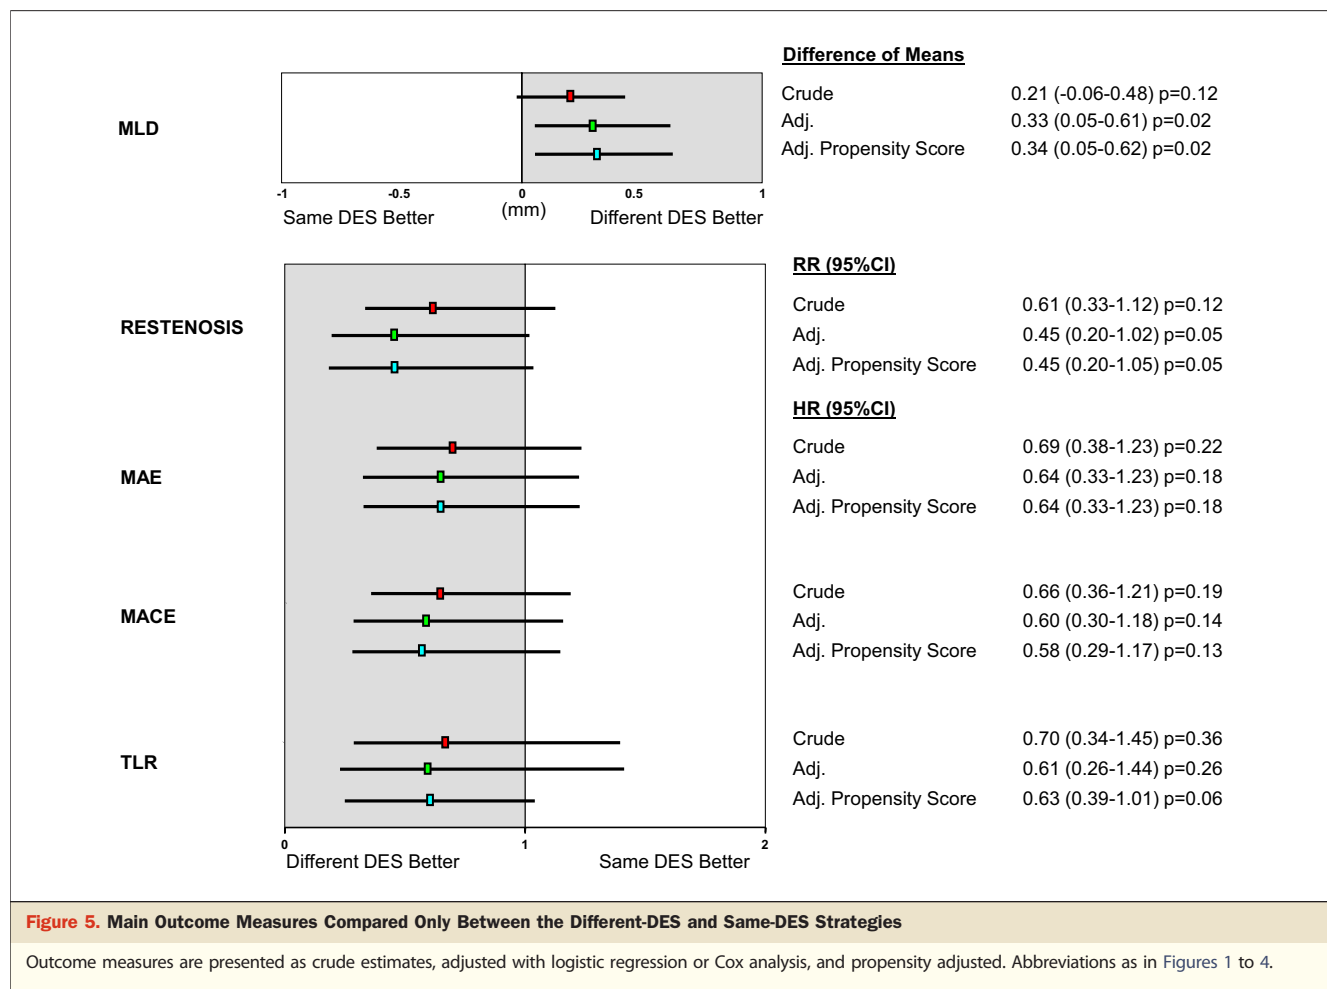 Difference of Means
MLD
Crude 0.21 (-0.06-0.48) p=0.12
Adj. 0.33 (0.05-0.61) p=0.02
Adj. Propensity Score 0.34 (0.05-0.62) p=0.02
-1 -0.5 0 0.5 1
Same DES Better (mm) Different DES Better
RR (95%CI)
RESTENOSIS
Crude 0.61 (0.33-1.12) p=0.12
Adj. 0.45 (0.20-1.02) p=0.05
Adj. Propensity Score 0.45 (0.20-1.05) p=0.05
HR (95%CI)
MAE
Crude 0.69 (0.38-1.23) p=0.22
Adj. 0.64 (0.33-1.23) p=0.18
Adj. Propensity Score 0.64 (0.33-1.23) p=0.18
MACE
Crude 0.66 (0.36-1.21) p=0.19
Adj. 0.60 (0.30-1.18) p=0.14
Adj. Propensity Score 0.58 (0.29-1.17) p=0.13
TLR
Crude 0.70 (0.34-1.45) p=0.36
Adj. 0.61 (0.26-1.44) p=0.26
Adj. Propensity Score 0.63 (0.39-1.01) p=0.06
0 1 2
Different DES Better Same DES Better
Figure 5. Main Outcome Measures Compared Only Between the Different-DES and Same-DES Strategies
Outcome measures are presented as crude estimates, adjusted with logistic regression or Cox analysis, and propensity adjusted. Abbreviations as in Figures 1 to 4.